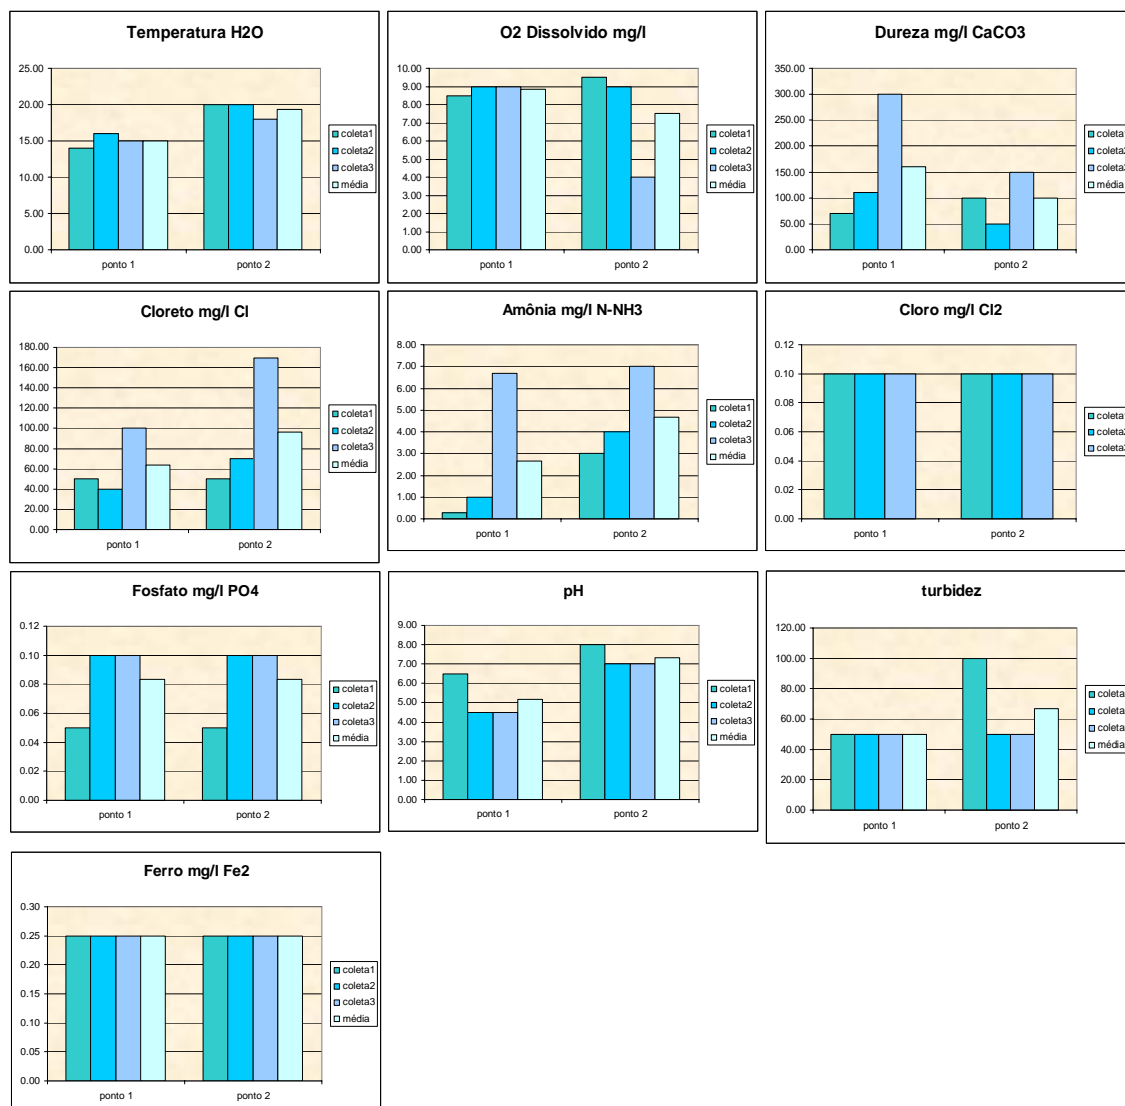 Temperatura H2O
25.00
20.00
15.00
10.00
5.00
0.00
ponto 1 ponto 2
coleta1
coleta2
coleta3
média
O2 Dissolvido mg/l
10.00
9.00
8.00
7.00
6.00
5.00
4.00
3.00
2.00
1.00
0.00
ponto 1 ponto 2
coleta1
coleta2
coleta3
média
Dureza mg/l CaCO3
350.00
300.00
250.00
200.00
150.00
100.00
50.00
0.00
ponto 1 ponto 2
coleta1
coleta2
coleta3
média
Cloreto mg/l Cl
180.00
160.00
140.00
120.00
100.00
80.00
60.00
40.00
20.00
0.00
ponto 1 ponto 2
coleta1
coleta2
coleta3
média
Amônia mg/l N-NH3
8.00
7.00
6.00
5.00
4.00
3.00
2.00
1.00
0.00
ponto 1 ponto 2
coleta1
coleta2
coleta3
média
Cloro mg/l Cl2
0.12
0.10
0.08
0.06
0.04
0.02
0.00
ponto 1 ponto 2
coleta1
coleta2
coleta3
Fosfato mg/l PO4
0.12
0.10
0.08
0.06
0.04
0.02
0.00
ponto 1 ponto 2
coleta1
coleta2
coleta3
média
pH
9.00
8.00
7.00
6.00
5.00
4.00
3.00
2.00
1.00
0.00
ponto 1 ponto 2
coleta1
coleta2
coleta3
média
turbidez
120.00
100.00
80.00
60.00
40.00
20.00
0.00
ponto 1 ponto 2
coleta
coleta
coleta
média
Ferro mg/l Fe2
0.30
0.25
0.20
0.15
0.10
0.05
0.00
ponto 1 ponto 2
coleta1
coleta2
coleta3
média